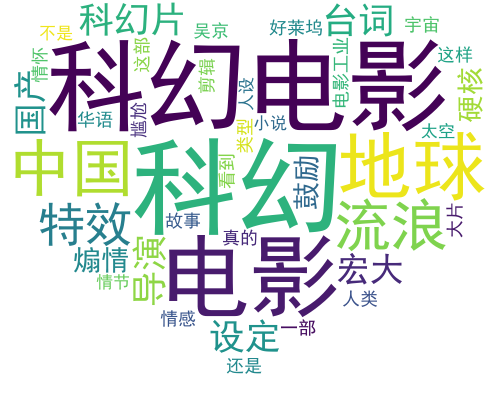 科幻片
吴京
好莱坞
台词
宇宙
不是
情怀
这部
科幻电影
剪辑
人设
电影工业
这样
硬核
国产
华语
尴尬
小说
类型
太空
中国
科幻
看到
鼓励
地球
特效
故事
真的
流浪
大片
煽情
导演
电影
宏大
情节
人类
情感
设定
一部
还是